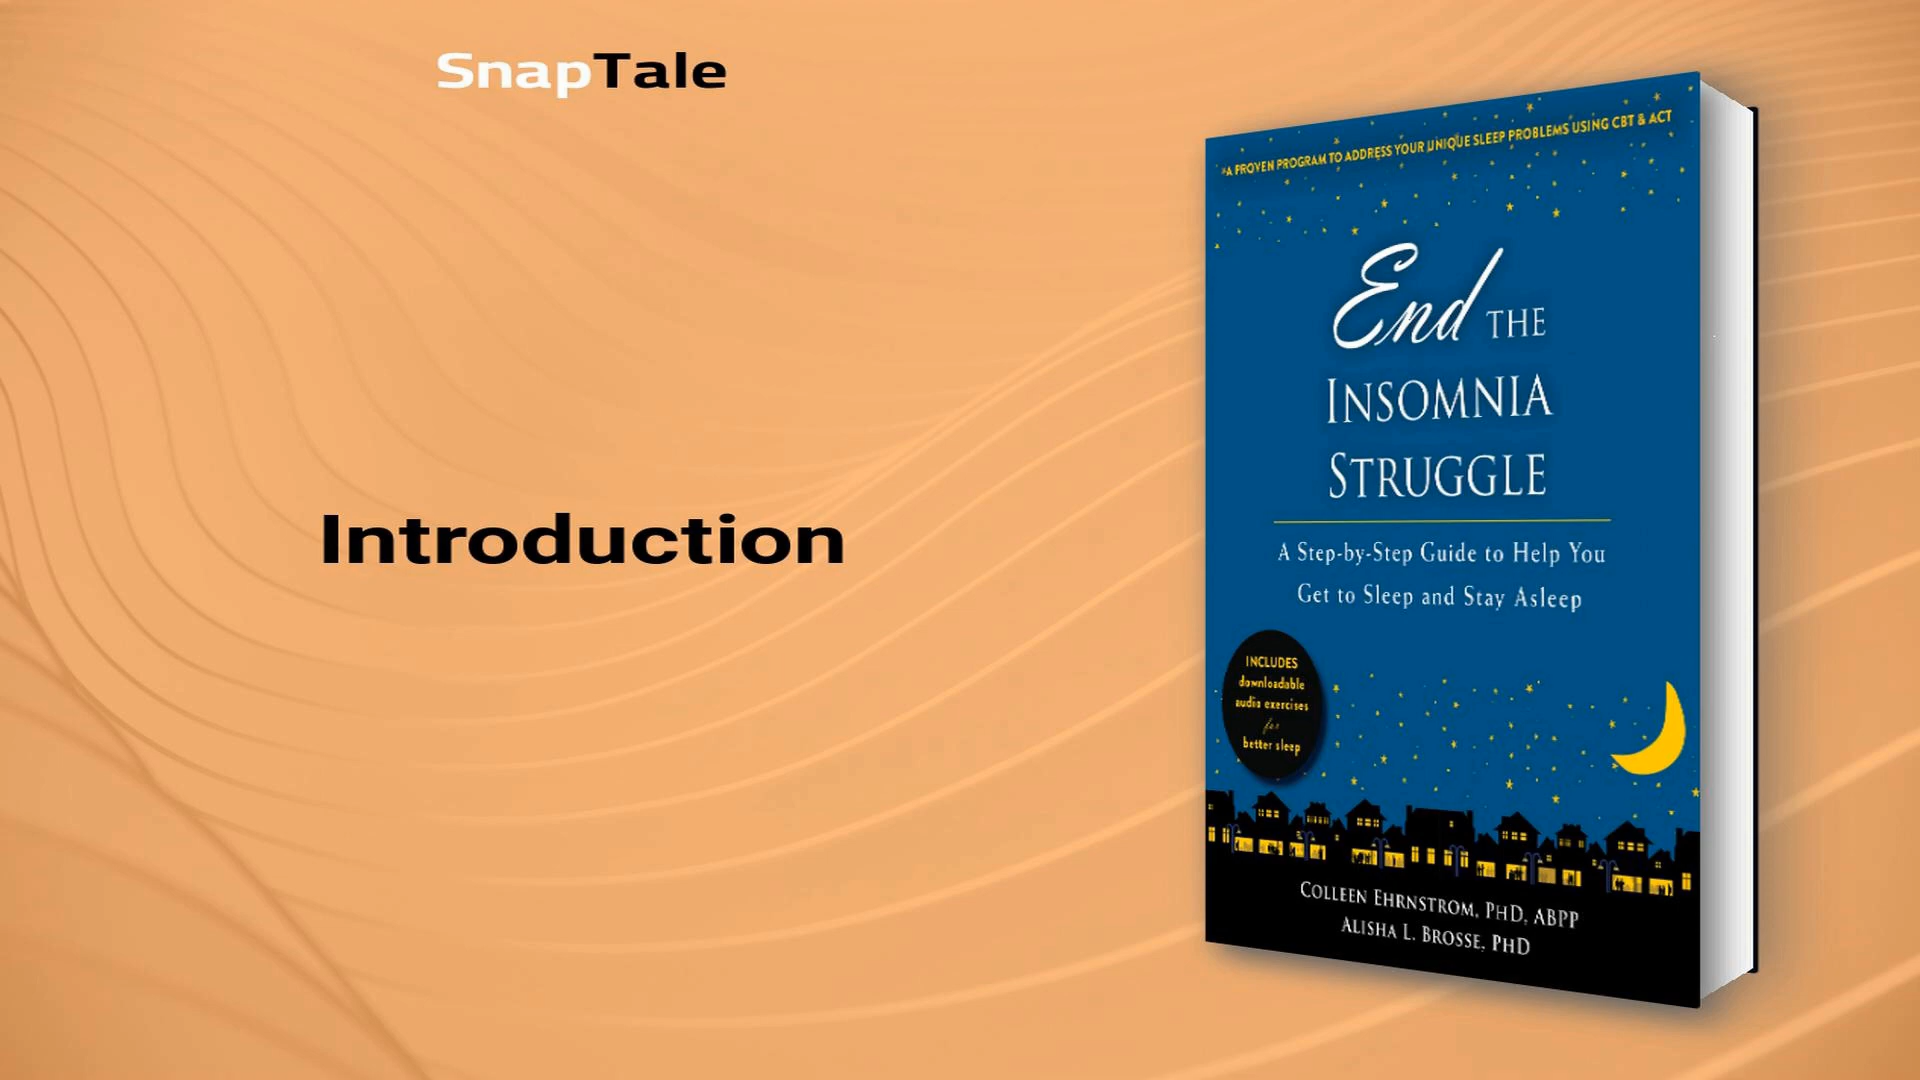 SnapTale
Introduction
A PROVEN PROGRAM TO ADDRESS YOUR UNIQUE SLEEP PROBLEMS USING CBT & ACT
End THE
INSOMNIA
STRUGGLE
A Step-by-Step Guide to Help You
Get to Sleep and Stay Asleep
INCLUDES
downloadable
audio exercises
for
better sleep
COLLEEN EHRNSTROM, PHD, ABPP
ALISHA L. BROSSE, PHD